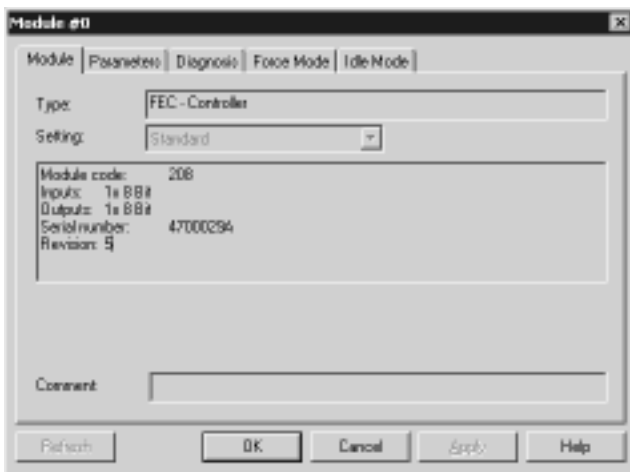 Module #0
Module Parameters Diagnosis Force Mode Idle Mode
Type: FEC - Controller
Setting: Standard
Module code: 208
Inputs: 1x 8 Bit
Outputs: 1x 8 Bit
Serial number: 4700029A
Revision: 5
Comment
Refresh OK Cancel Apply Help